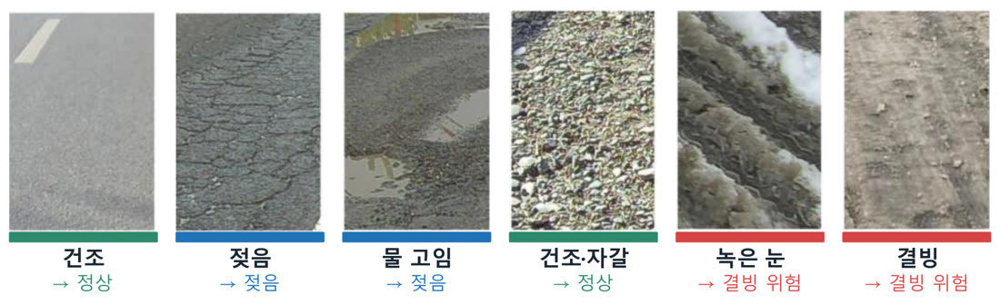 건조
→ 정상
젖음
→ 젖음
물 고임
→ 젖음
건조·자갈
→ 정상
녹은 눈
→ 결빙 위험
결빙
→ 결빙 위험